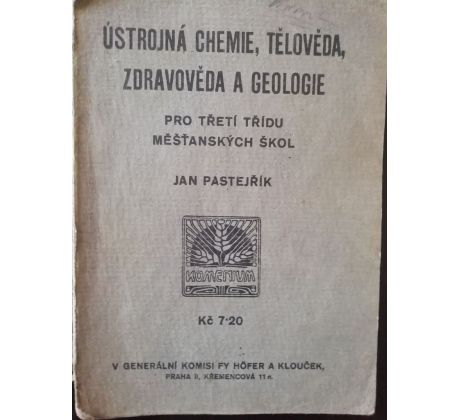 ÚSTROJNÁ CHEMIE, TĚLOVĚDA,
ZDRAVOVĚDA A GEOLOGIE
PRO TŘETÍ TŘÍDU
MĚŠŤANSKÝCH ŠKOL
JAN PASTEJŘÍK
KOMENIUM
Kč 7·20
V GENERÁLNÍ KOMISI FY HÖFER A KLOUČEK,
PRAHA II, KŘEMENCOVÁ 11 n.